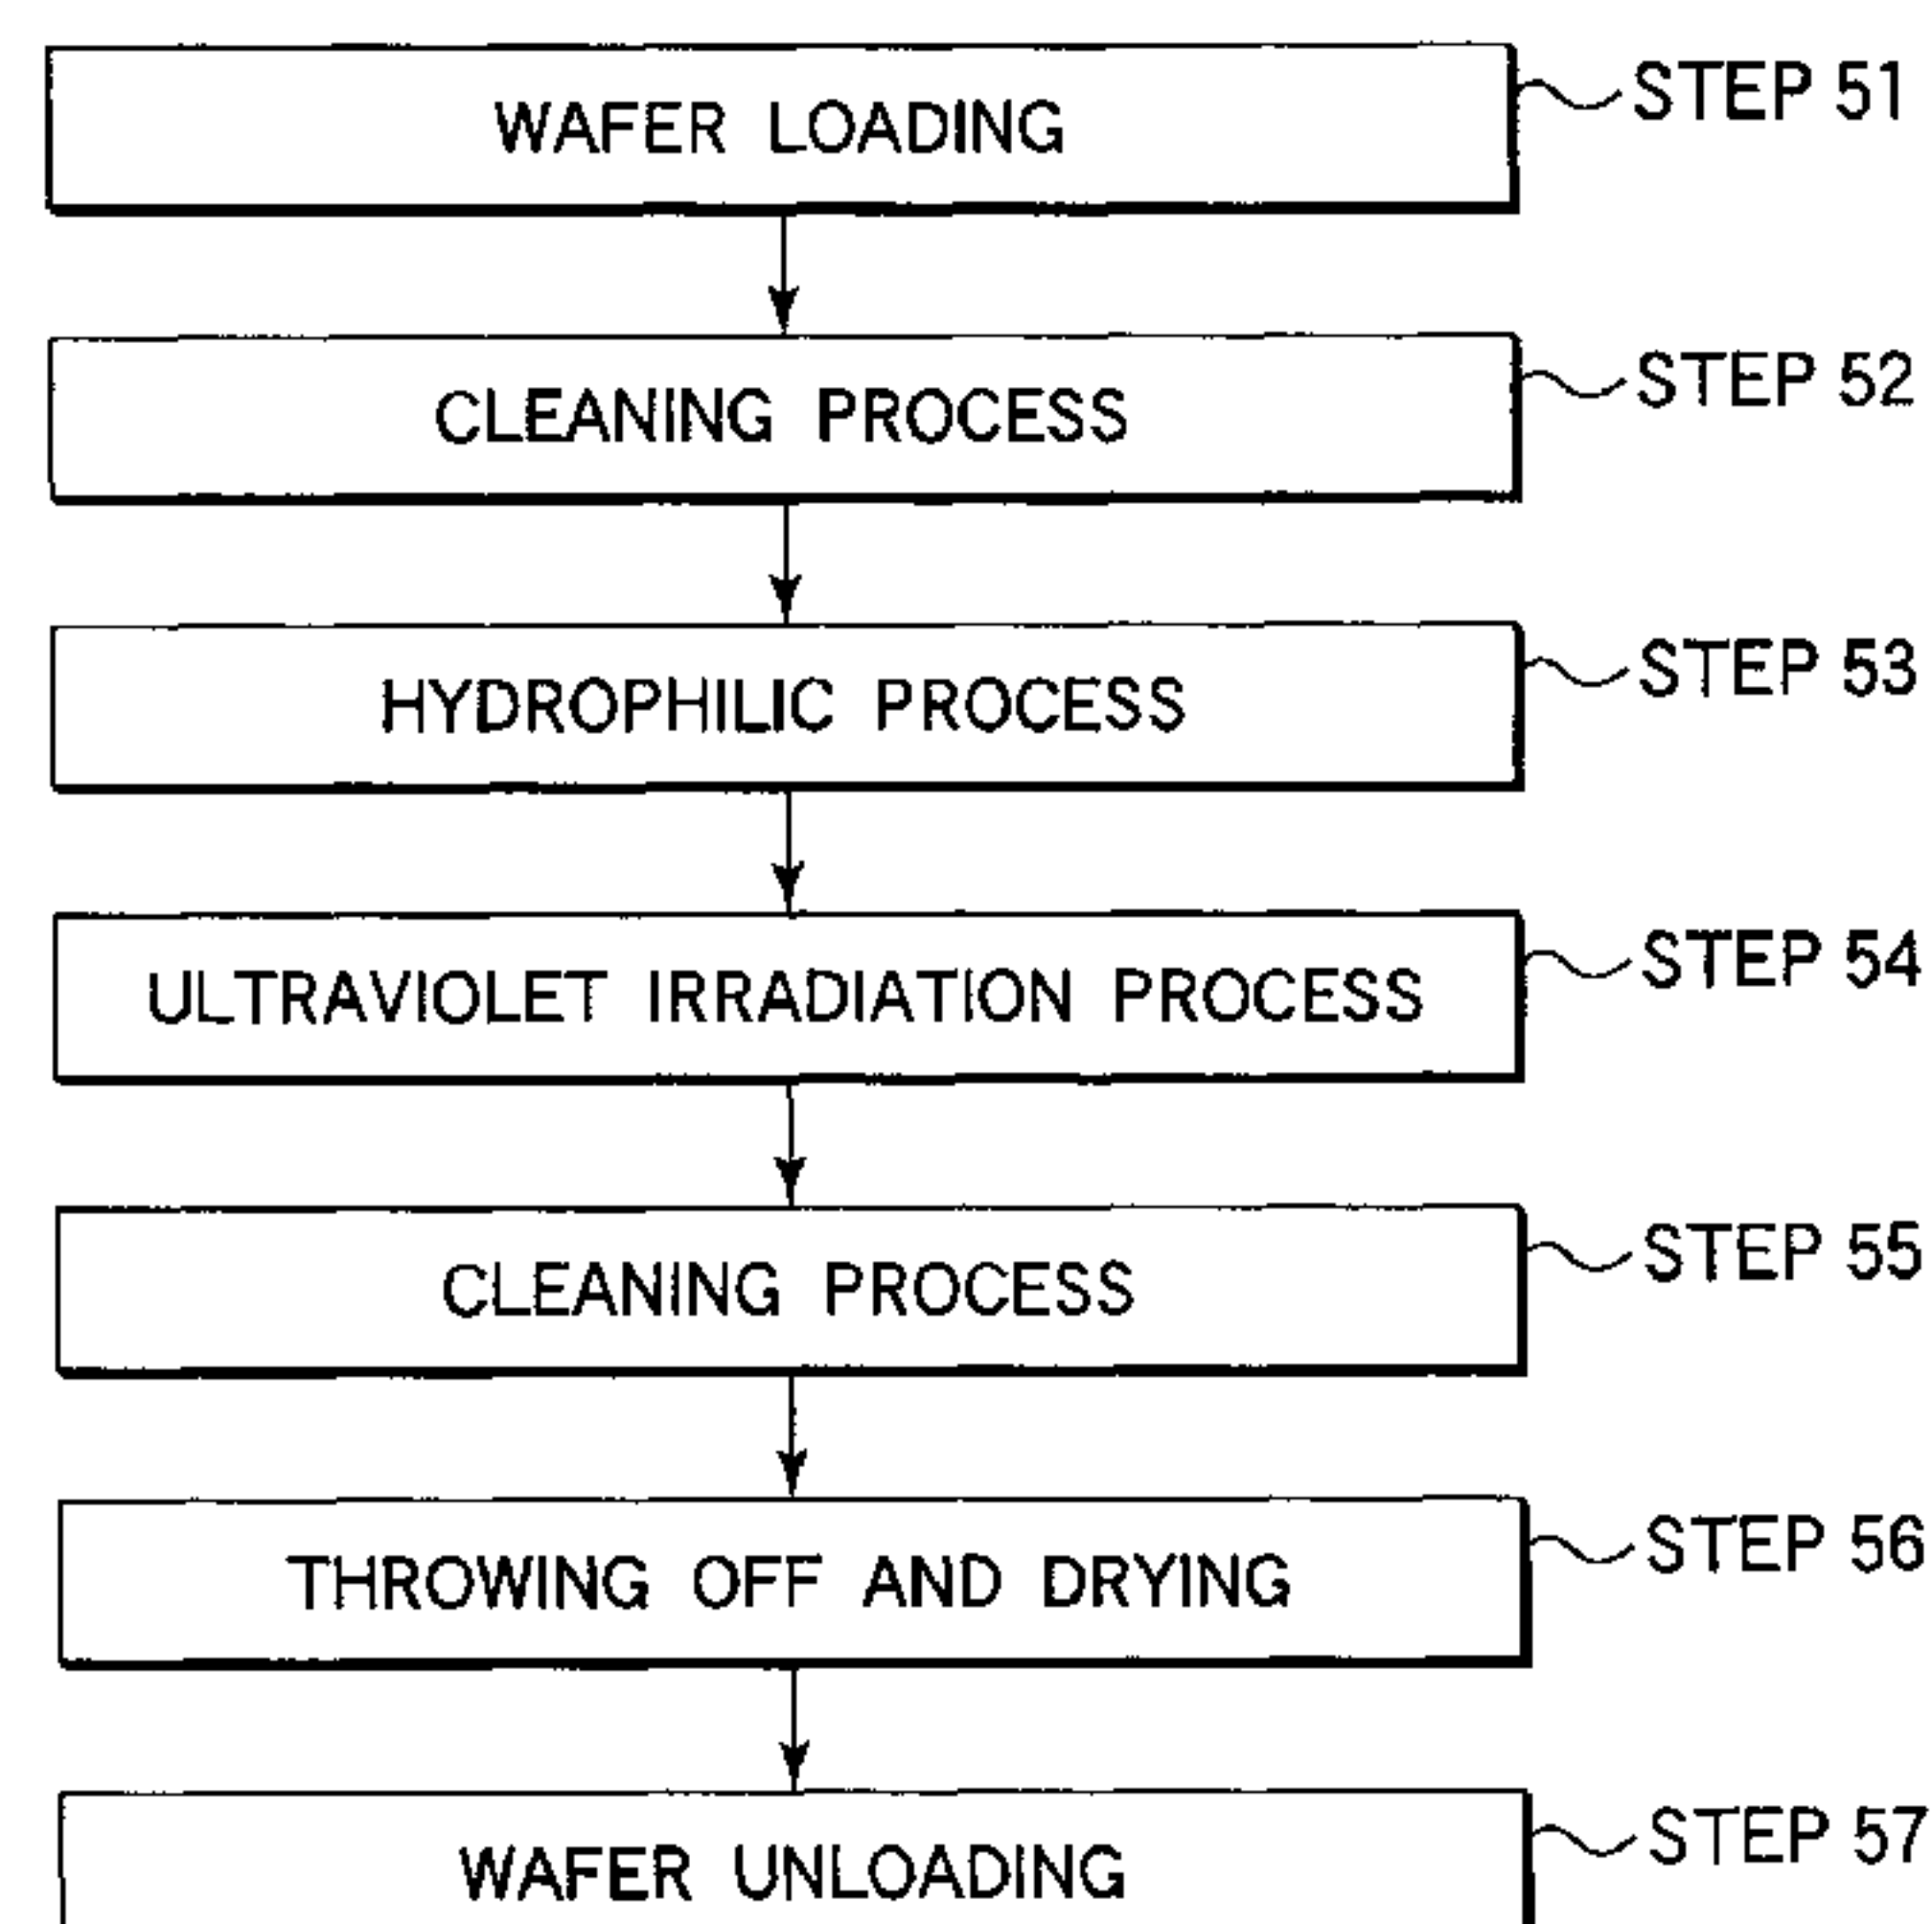 WAFER LOADING
STEP 51
CLEANING PROCESS
STEP 52
HYDROPHILIC PROCESS
STEP 53
ULTRAVIOLET IRRADIATION PROCESS
STEP 54
CLEANING PROCESS
STEP 55
THROWING OFF AND DRYING
STEP 56
WAFER UNLOADING
STEP 57